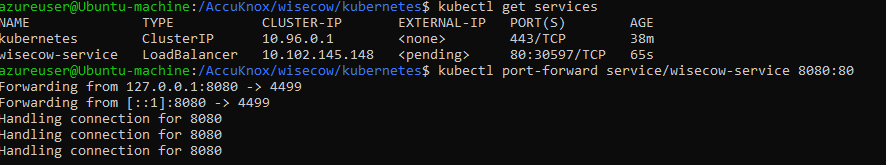 azureuser@Ubuntu-machine:/AccuKnox/wisecow/kubernetes$ kubectl get services
NAME TYPE CLUSTER-IP EXTERNAL-IP PORT(S) AGE
kubernetes ClusterIP 10.96.0.1 <none> 443/TCP 38m
wisecow-service LoadBalancer 10.102.145.148 <pending> 80:30597/TCP 65s
azureuser@Ubuntu-machine:/AccuKnox/wisecow/kubernetes$ kubectl port-forward service/wisecow-service 8080:80
Forwarding from 127.0.0.1:8080 -> 4499
Forwarding from [::1]:8080 -> 4499
Handling connection for 8080
Handling connection for 8080
Handling connection for 8080